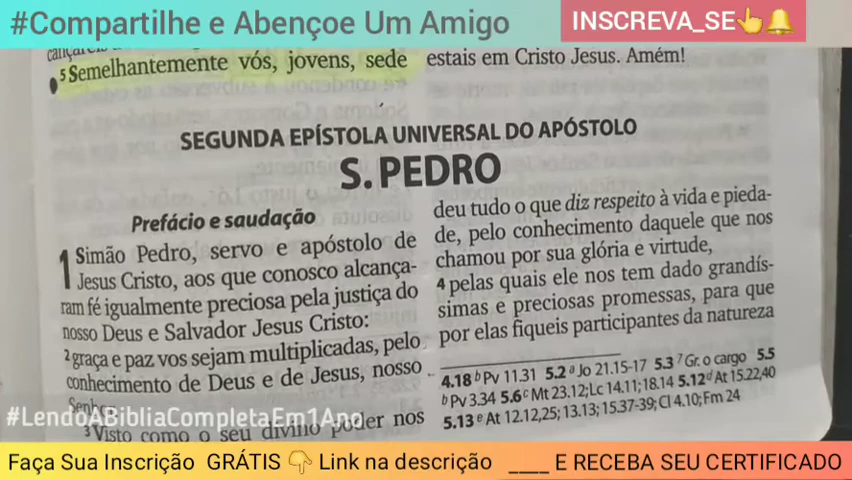 #Compartilhe e Abençoe Um Amigo
INSCREVA_SE👆🔔
5 Semelhantemente vós, jovens, sede
estais em Cristo Jesus. Amém!
SEGUNDA EPÍSTOLA UNIVERSAL DO APÓSTOLO
S. PEDRO
Prefácio e saudação
1 Simão Pedro, servo e apóstolo de
Jesus Cristo, aos que conosco alcança-
ram fé igualmente preciosa pela justiça do
nosso Deus e Salvador Jesus Cristo:
2 graça e paz vos sejam multiplicadas, pelo
conhecimento de Deus e de Jesus, nosso
Senhor
3 Visto como o seu divino poder nos
deu tudo o que diz respeito à vida e pieda-
de, pelo conhecimento daquele que nos
chamou por sua glória e virtude,
4 pelas quais ele nos tem dado grandís-
simas e preciosas promessas, para que
por elas fiqueis participantes da natureza
4.18 b Pv 11.31 5.2 a Jo 21.15-17 5.3 7 Gr. o cargo 5.5
b Pv 3.34 5.6 c Mt 23.12; Lc 14.11; 18.14 5.12 d At 15.22,40
5.13 e At 12.12,25; 13.13; 15.37-39; Cl 4.10; Fm 24
#LendoABibliaCompletaEm1Ano
Faça Sua Inscrição GRÁTIS 👇 Link na descrição ____ E RECEBA SEU CERTIFICADO